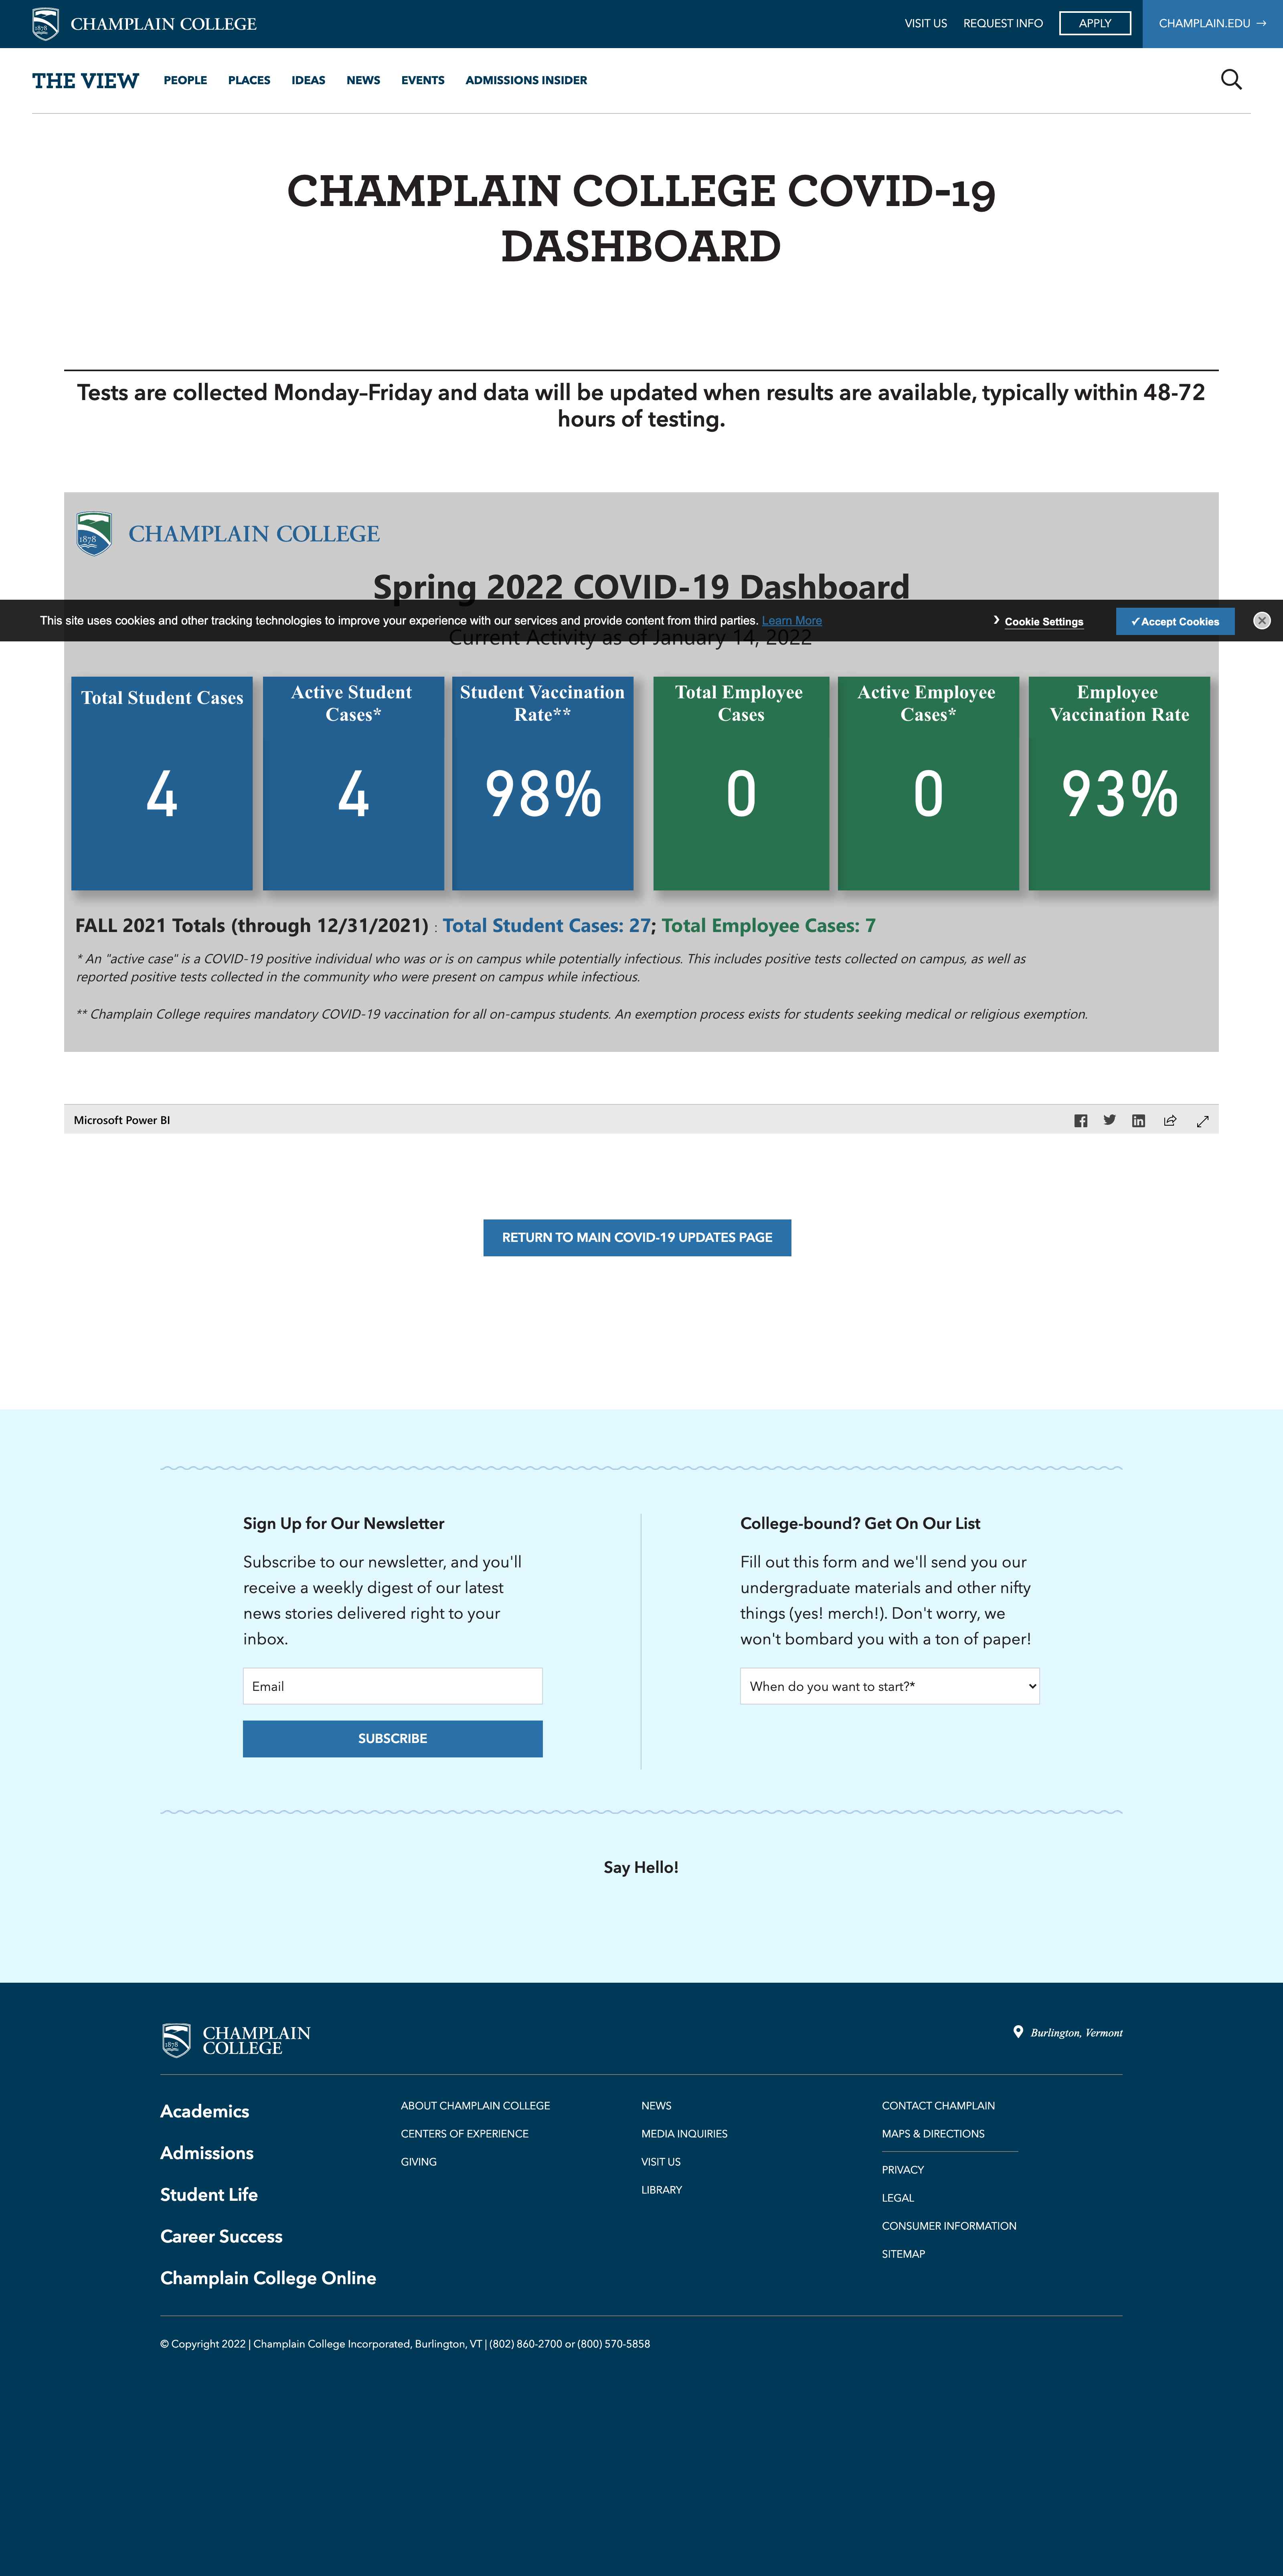 CHAMPLAIN COLLEGE
VISIT US REQUEST INFO APPLY CHAMPLAIN.EDU →
THE VIEW PEOPLE PLACES IDEAS NEWS EVENTS ADMISSIONS INSIDER
CHAMPLAIN COLLEGE COVID-19
DASHBOARD
Tests are collected Monday–Friday and data will be updated when results are available, typically within 48-72
hours of testing.
1878
CHAMPLAIN COLLEGE
Spring 2022 COVID-19 Dashboard
This site uses cookies and other tracking technologies to improve your experience with our services and provide content from third parties. Learn More
Cookie Settings
✓Accept Cookies
Current Activity as of January 14, 2022
Total Student Cases
4
Active Student
Cases*
4
Student Vaccination
Rate**
98%
Total Employee
Cases
0
Active Employee
Cases*
0
Employee
Vaccination Rate
93%
FALL 2021 Totals (through 12/31/2021) : Total Student Cases: 27; Total Employee Cases: 7
* An "active case" is a COVID-19 positive individual who was or is on campus while potentially infectious. This includes positive tests collected on campus, as well as
reported positive tests collected in the community who were present on campus while infectious.
** Champlain College requires mandatory COVID-19 vaccination for all on-campus students. An exemption process exists for students seeking medical or religious exemption.
Microsoft Power BI
RETURN TO MAIN COVID-19 UPDATES PAGE
Sign Up for Our Newsletter
Subscribe to our newsletter, and you'll
receive a weekly digest of our latest
news stories delivered right to your
inbox.
Email
SUBSCRIBE
College-bound? Get On Our List
Fill out this form and we'll send you our
undergraduate materials and other nifty
things (yes! merch!). Don't worry, we
won't bombard you with a ton of paper!
When do you want to start?*
Say Hello!
1878
CHAMPLAIN
COLLEGE
Burlington, Vermont
Academics
Admissions
Student Life
Career Success
Champlain College Online
ABOUT CHAMPLAIN COLLEGE
CENTERS OF EXPERIENCE
GIVING
NEWS
MEDIA INQUIRIES
VISIT US
LIBRARY
CONTACT CHAMPLAIN
MAPS & DIRECTIONS
PRIVACY
LEGAL
CONSUMER INFORMATION
SITEMAP
© Copyright 2022 | Champlain College Incorporated, Burlington, VT | (802) 860-2700 or (800) 570-5858